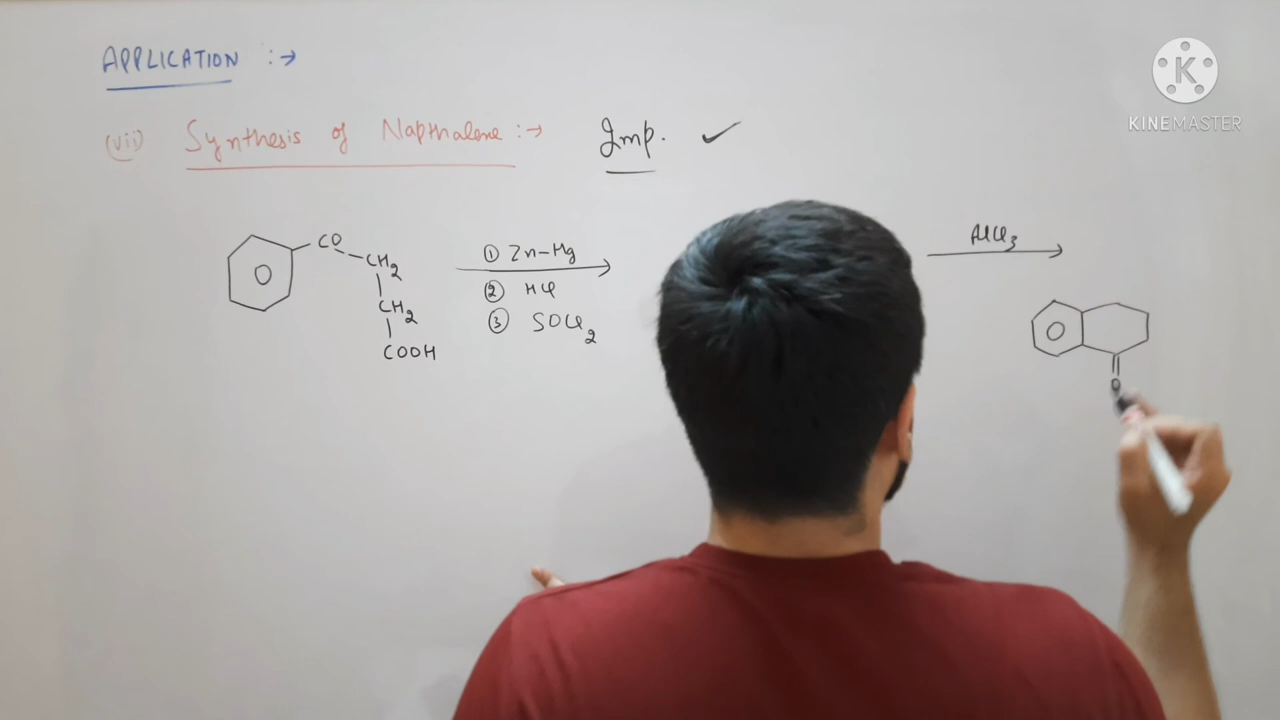 APPLICATION :→
(vii) Synthesis of Napthalene :→ Imp. ✓
CO
CH2
CH2
COOH
① Zn-Hg
② HCl
③ SOCl2
AlCl3
O
KINEMASTER